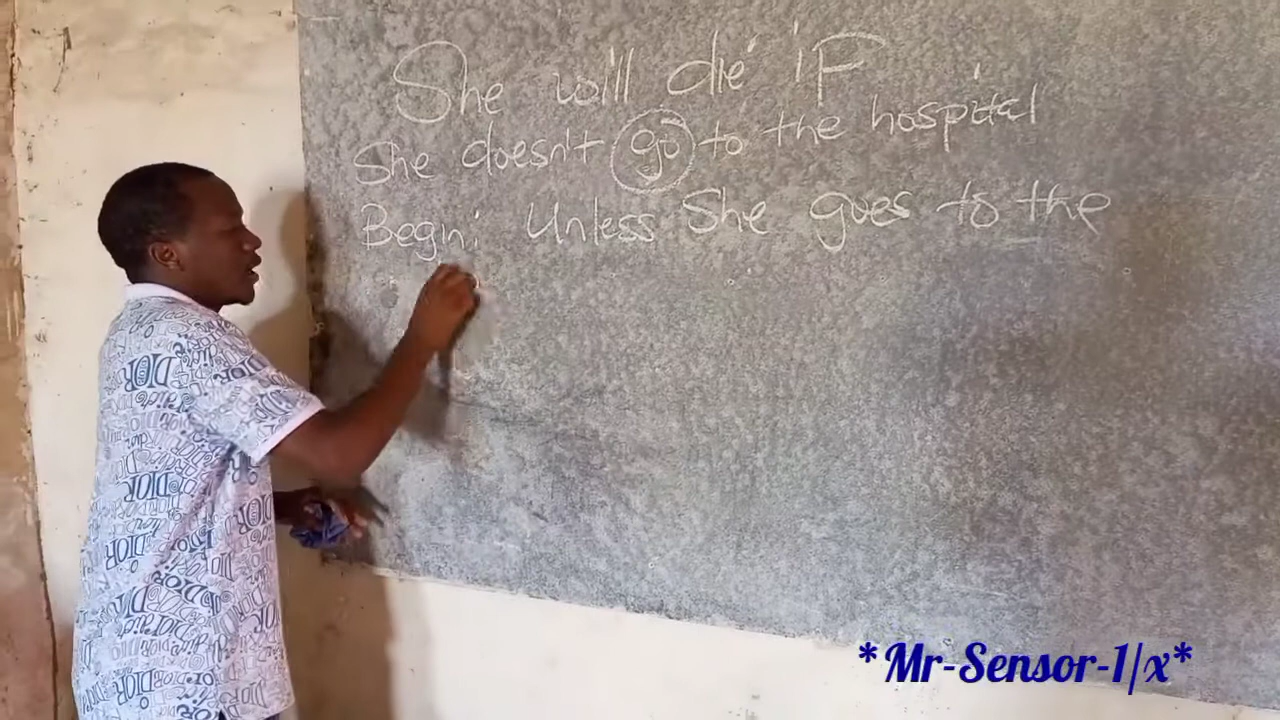 She will die if
She doesn't go to the hospital
Begin: Unless She goes to the
DIOR
*Mr-Sensor-1/x*